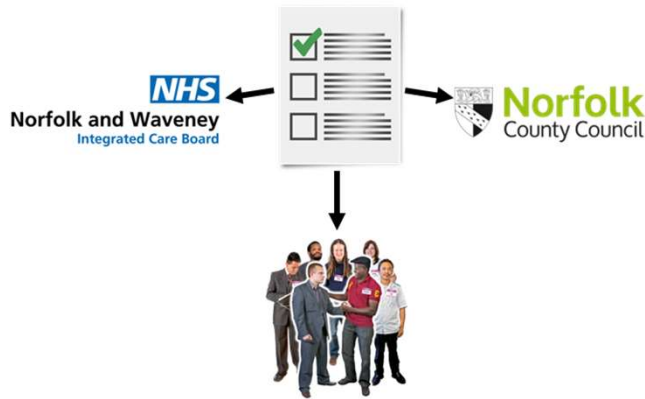 NHS
Norfolk and Waveney
Integrated Care Board
Norfolk
County Council